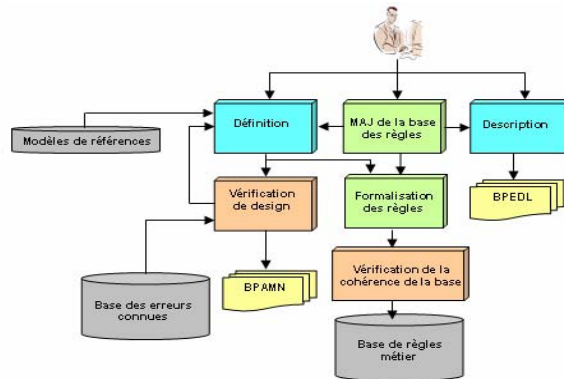 Définition
MAJ de la base
des règles
Description
Modèles de références
Vérification
de design
Formalisation
des règles
BPEDL
Vérification de la
cohérence de la base
BPAMN
Base des erreurs
connues
Base de règles
métier